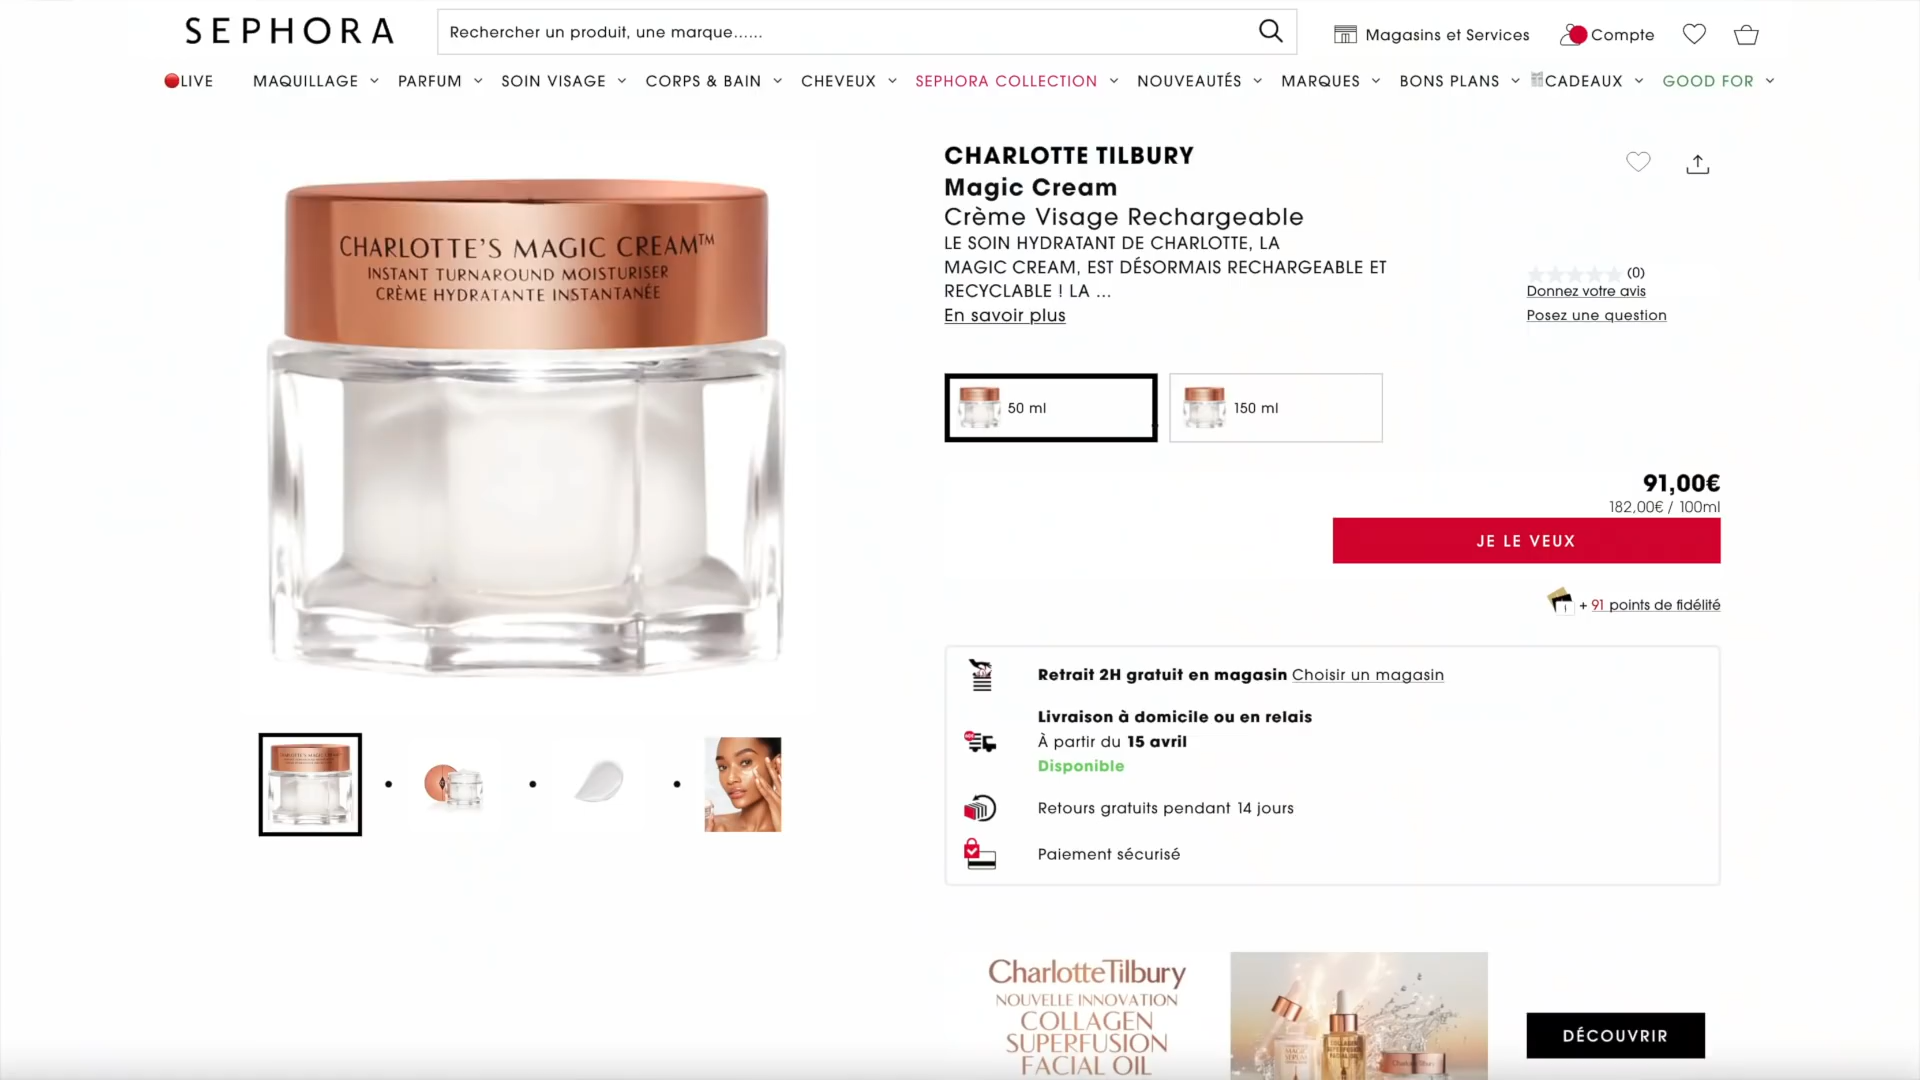 SEPHORA
Rechercher un produit, une marque......
Magasins et Services
Compte
LIVE
MAQUILLAGE
PARFUM
SOIN VISAGE
CORPS & BAIN
CHEVEUX
SEPHORA COLLECTION
NOUVEAUTÉS
MARQUES
BONS PLANS
CADEAUX
GOOD FOR
CHARLOTTE'S MAGIC CREAM™
INSTANT TURNAROUND MOISTURISER
CRÈME HYDRATANTE INSTANTANÉE
CHARLOTTE TILBURY
Magic Cream
Crème Visage Rechargeable
LE SOIN HYDRATANT DE CHARLOTTE, LA
MAGIC CREAM, EST DÉSORMAIS RECHARGEABLE ET
RECYCLABLE ! LA ...
En savoir plus
(0)
Donnez votre avis
Posez une question
50 ml
150 ml
91,00€
182,00€ / 100ml
JE LE VEUX
+ 91 points de fidélité
Retrait 2H gratuit en magasin Choisir un magasin
Livraison à domicile ou en relais
À partir du 15 avril
Disponible
Retours gratuits pendant 14 jours
Paiement sécurisé
CharlotteTilbury
NOUVELLE INNOVATION
COLLAGEN
SUPERFUSION
FACIAL OIL
DÉCOUVRIR